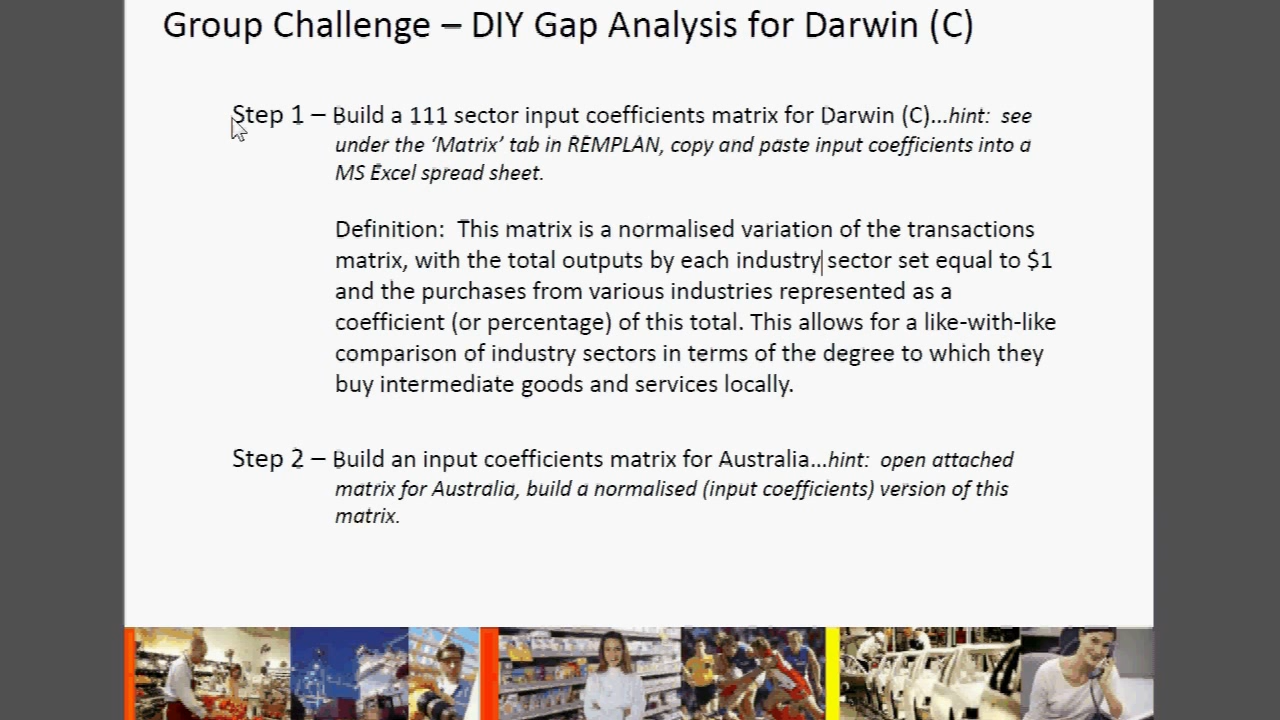 Group Challenge – DIY Gap Analysis for Darwin (C)
Step 1 – Build a 111 sector input coefficients matrix for Darwin (C)...hint: see
under the ‘Matrix’ tab in REMPLAN, copy and paste input coefficients into a
MS Excel spread sheet.
Definition: This matrix is a normalised variation of the transactions
matrix, with the total outputs by each industry sector set equal to $1
and the purchases from various industries represented as a
coefficient (or percentage) of this total. This allows for a like-with-like
comparison of industry sectors in terms of the degree to which they
buy intermediate goods and services locally.
Step 2 – Build an input coefficients matrix for Australia...hint: open attached
matrix for Australia, build a normalised (input coefficients) version of this
matrix.